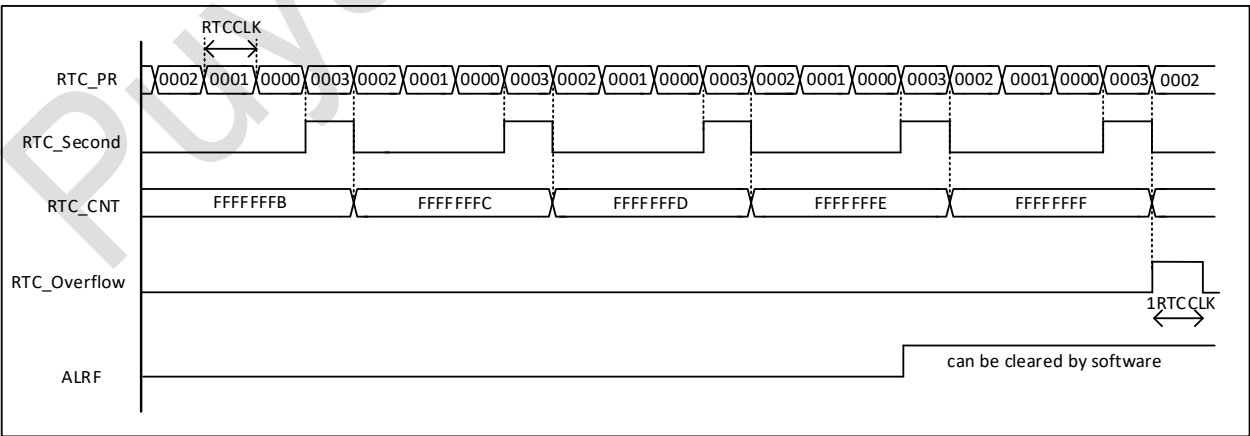 RTCCLK
RTC_PR 0002 0001 0000 0003 0002 0001 0000 0003 0002 0001 0000 0003 0002 0001 0000 0003 0002 0001 0000 0003 0002
RTC_Second
RTC_CNT FFFFFFFB FFFFFFFC FFFFFFFD FFFFFFFE FFFFFFFF
RTC_Overflow
1RTCCLK
can be cleared by software
ALRF
Puya